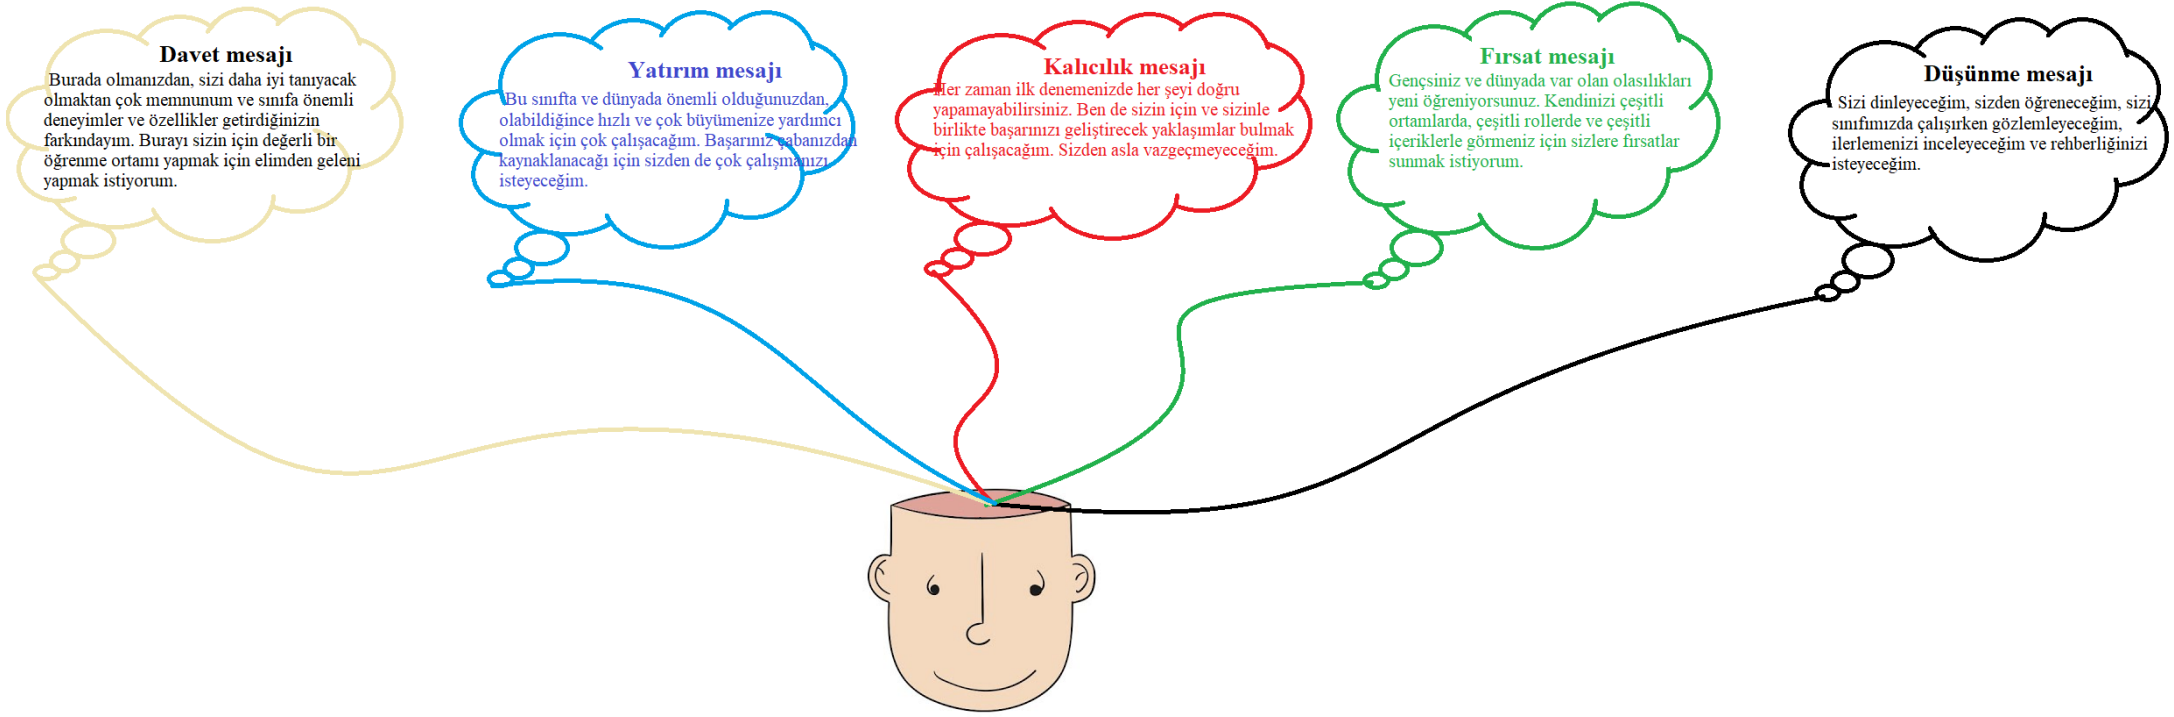 Davet mesajı
Burada olmanızdan, sizi daha iyi tanıyacak
olmaktan çok memnunum ve sınıfa önemli
deneyimler ve özellikler getirdiğinizin
farkındayım. Burayı sizin için değerli bir
öğrenme ortamı yapmak için elimden geleni
yapmak istiyorum.
Yatırım mesajı
Bu sınıfta ve dünyada önemli olduğunuzdan,
olabildiğince hızlı ve çok büyümenize yardımcı
olmak için çok çalışacağım. Başarınız çabanızdan
kaynaklanacağı için sizden de çok çalışmanızı
isteyeceğim.
Kalıcılık mesajı
Her zaman ilk denemenizde her şeyi doğru
yapamayabilirsiniz. Ben de sizin için ve sizinle
birlikte başarınızı geliştirecek yaklaşımlar bulmak
için çalışacağım. Sizden asla vazgeçmeyeceğim.
Fırsat mesajı
Gençsiniz ve dünyada var olan olasılıkları
yeni öğreniyorsunuz. Kendinizi çeşitli
ortamlarda, çeşitli rollerde ve çeşitli
içeriklerle görmeniz için sizlere fırsatlar
sunmak istiyorum.
Düşünme mesajı
Sizi dinleyeceğim, sizden öğreneceğim, sizi
sınıfımızda çalışırken gözlemleyeceğim,
ilerlemenizi inceleyeceğim ve rehberliğinizi
isteyeceğim.